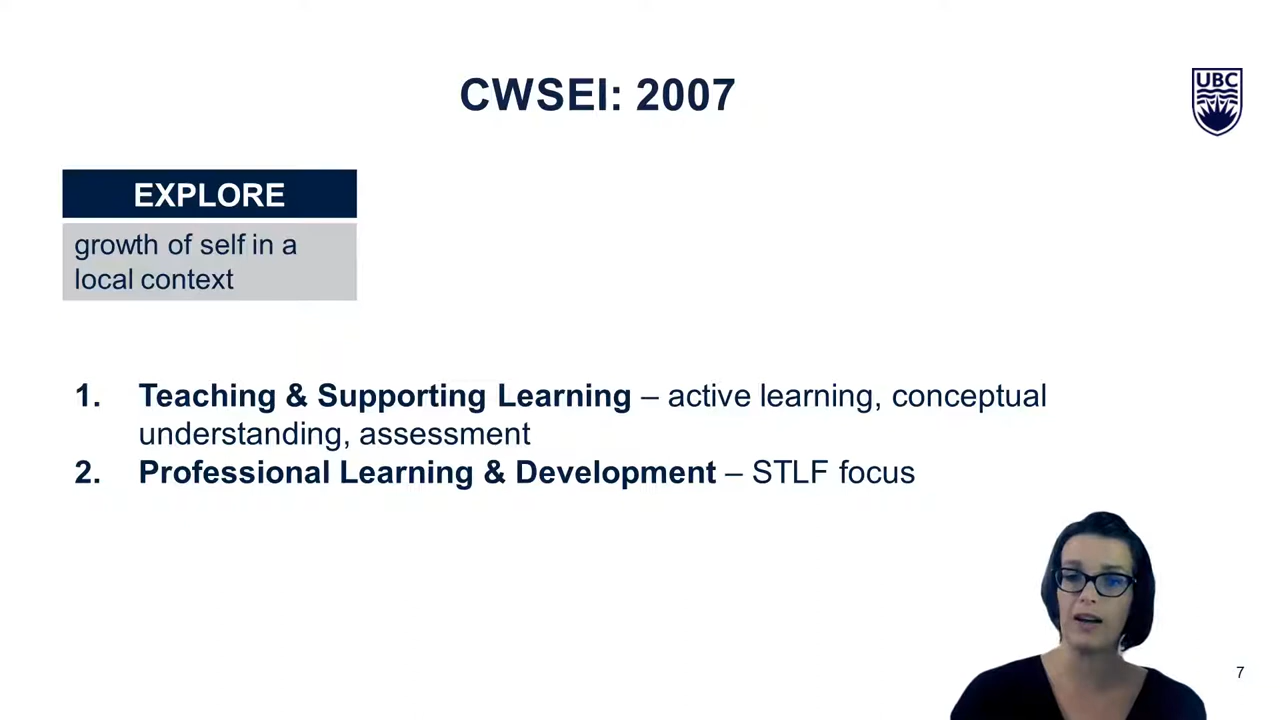 CWSEI: 2007
UBC
EXPLORE
growth of self in a
local context
1. Teaching & Supporting Learning – active learning, conceptual
understanding, assessment
2. Professional Learning & Development – STLF focus
7